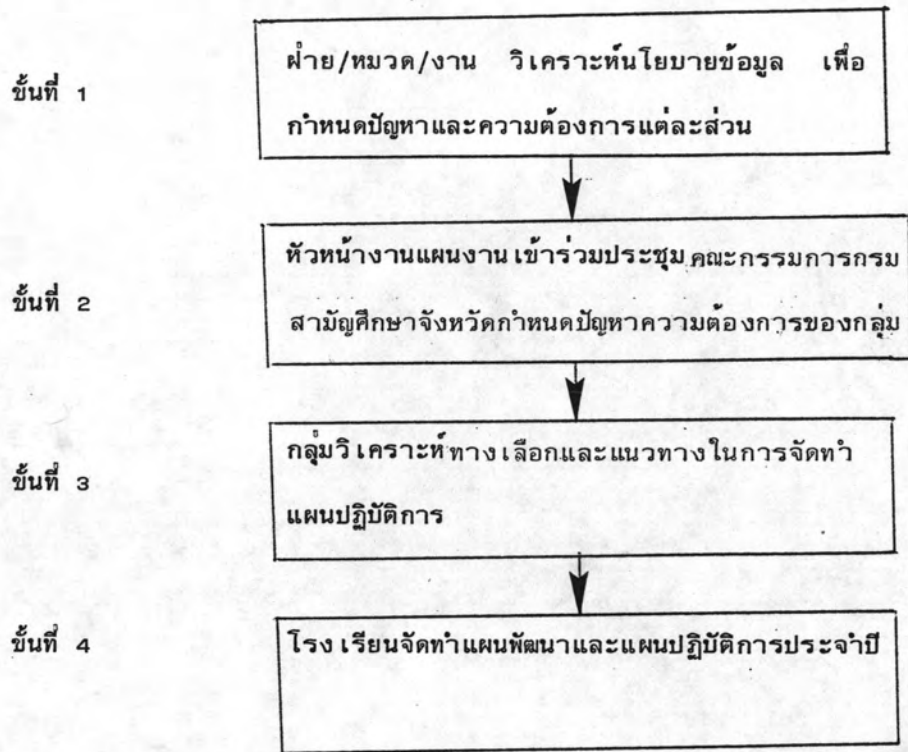 ฝ่าย/หมวด/งาน วิเคราะห์นโยบายข้อมูล เพื่อ
ขั้นที่ 1
กำหนดปัญหาและความต้องการแต่ละส่วน
หัวหน้างานแผนงานเข้าร่วมประชุมคณะกรรมการกรม
ขั้นที่ 2
สามัญศึกษาจังหวัดกำหนดปัญหาความต้องการของกลุ่ม
กลุ่มวิเคราะห์ทางเลือกและแนวทางในการจัดทำ
ขั้นที่ 3
แผนปฏิบัติการ
ขั้นที่ 4
โรงเรียนจัดทำแผนพัฒนาและแผนปฏิบัติการประจำปี